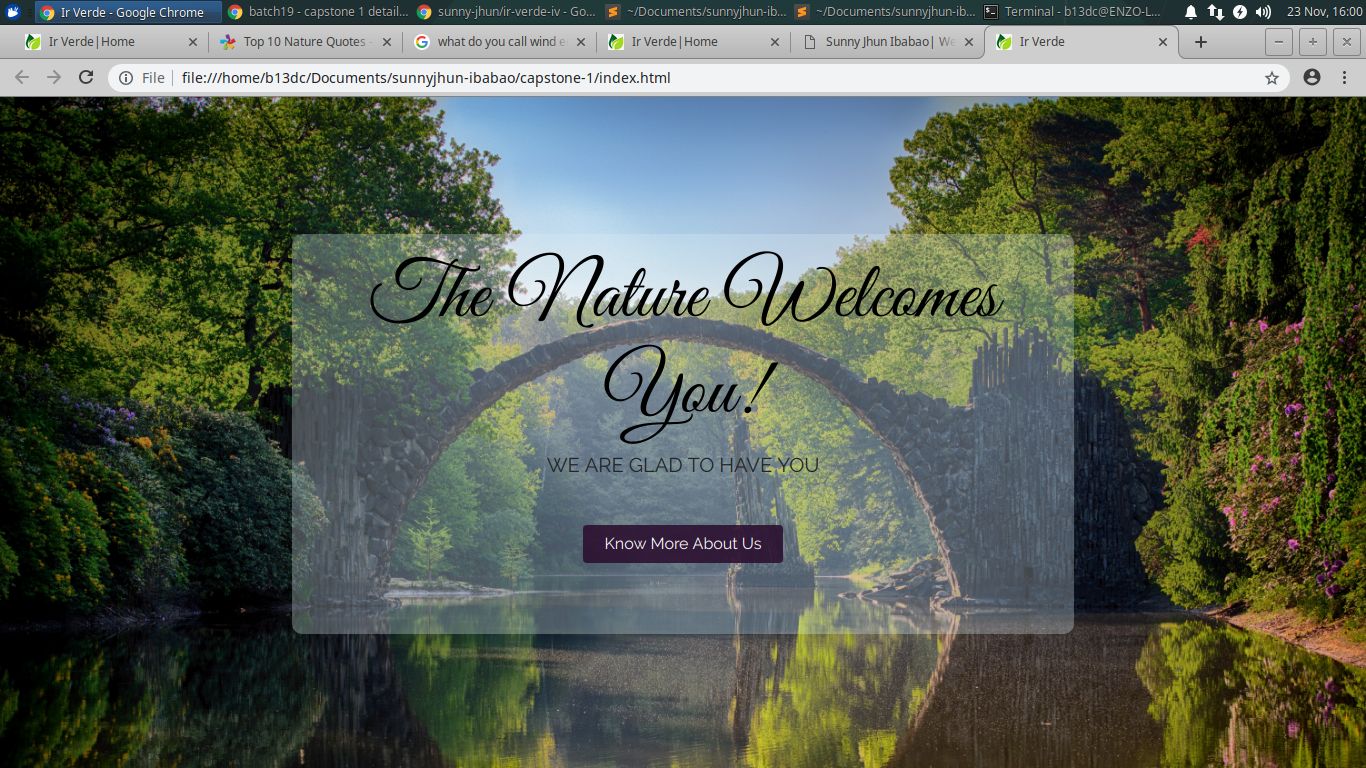 Ir Verde - Google Chrome
batch19 - capstone 1 detail...
sunny-jhun/ir-verde-iv - Go...
~/Documents/sunnyjhun-ib...
~/Documents/sunnyjhun-ib...
Terminal - b13dc@ENZO-L...
23 Nov, 16:00
Ir Verde|Home
Top 10 Nature Quotes -
what do you call wind e
Ir Verde|Home
Sunny Jhun Ibabao| We
Ir Verde
File
file:///home/b13dc/Documents/sunnyjhun-ibabao/capstone-1/index.html
The Nature Welcomes
You!
WE ARE GLAD TO HAVE YOU
Know More About Us